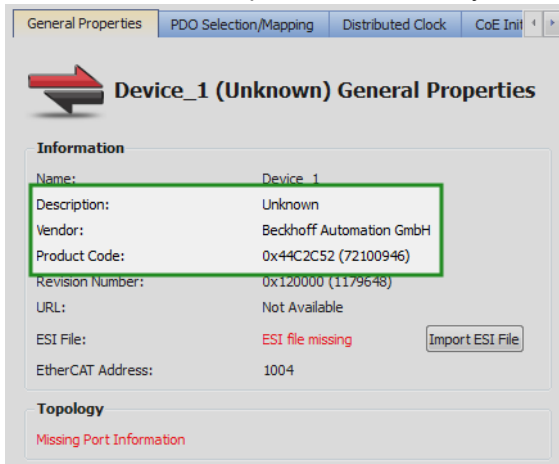 General Properties PDO Selection/Mapping Distributed Clock CoE Init
Device_1 (Unknown) General Properties
Information
Name: Device_1
Description: Unknown
Vendor: Beckhoff Automation GmbH
Product Code: 0x44C2C52 (72100946)
Revision Number: 0x120000 (1179648)
URL: Not Available
ESI File: ESI file missing Import ESI File
EtherCAT Address: 1004
Topology
Missing Port Information